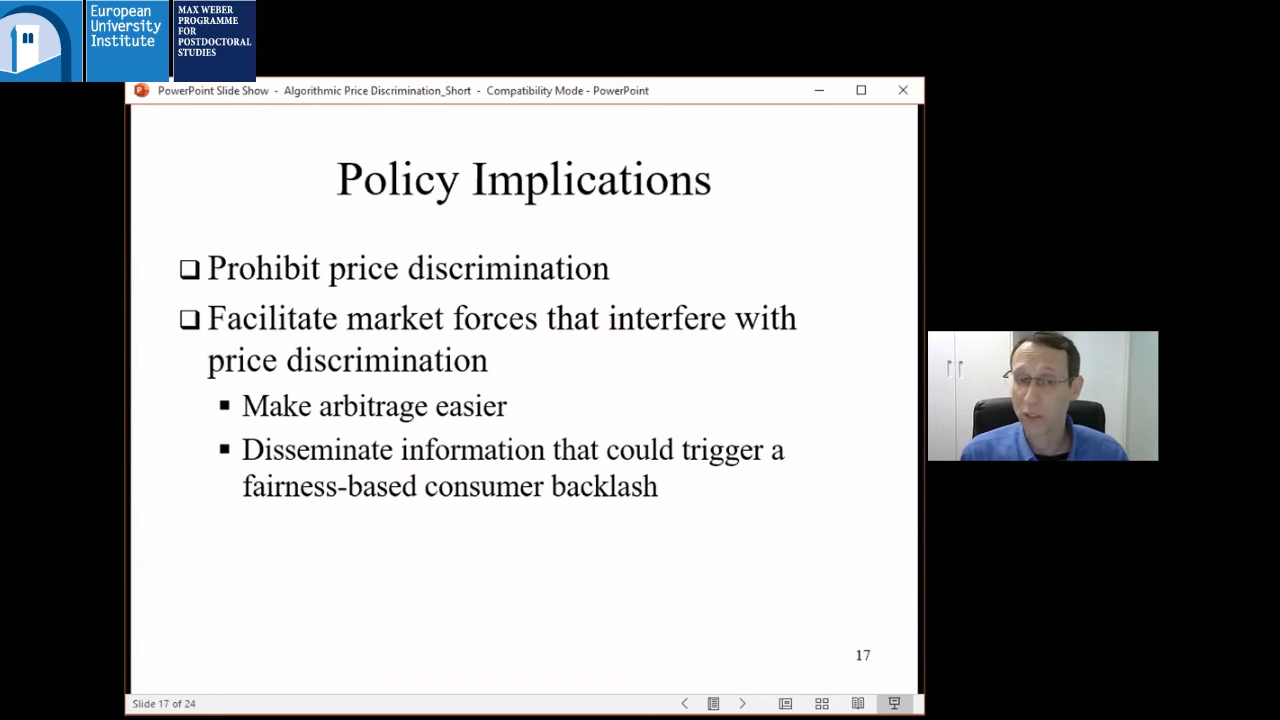 European
University
Institute
MAX WEBER
PROGRAMME
FOR
POSTDOCTORAL
STUDIES
PowerPoint Slide Show - Algorithmic Price Discrimination_Short - Compatibility Mode - PowerPoint
Policy Implications
Prohibit price discrimination
Facilitate market forces that interfere with
price discrimination
Make arbitrage easier
Disseminate information that could trigger a
fairness-based consumer backlash
17
Slide 17 of 24